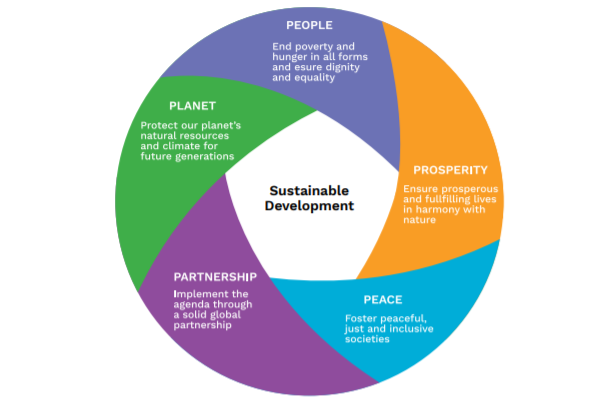 PEOPLE
End poverty and
hunger in all forms
and esure dignity
and equality
PLANET
Protect our planet's
natural resources
and climate for
future generations
PROSPERITY
Ensure prosperous
and fullfilling lives
in harmony with
nature
Sustainable
Development
PARTNERSHIP
Implement the
agenda through
a solid global
partnership
PEACE
Foster peaceful,
just and inclusive
societies